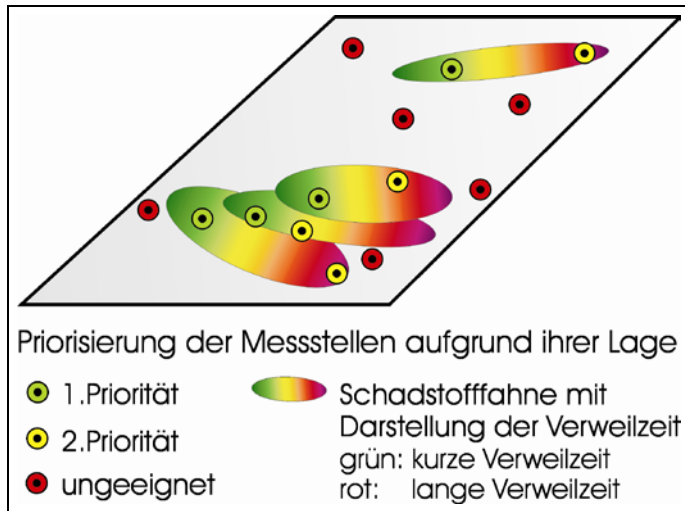 Priorisierung der Messstellen aufgrund ihrer Lage
1.Priorität
2.Priorität
ungeeignet
Schadstofffahne mit
Darstellung der Verweilzeit
grün: kurze Verweilzeit
rot: lange Verweilzeit